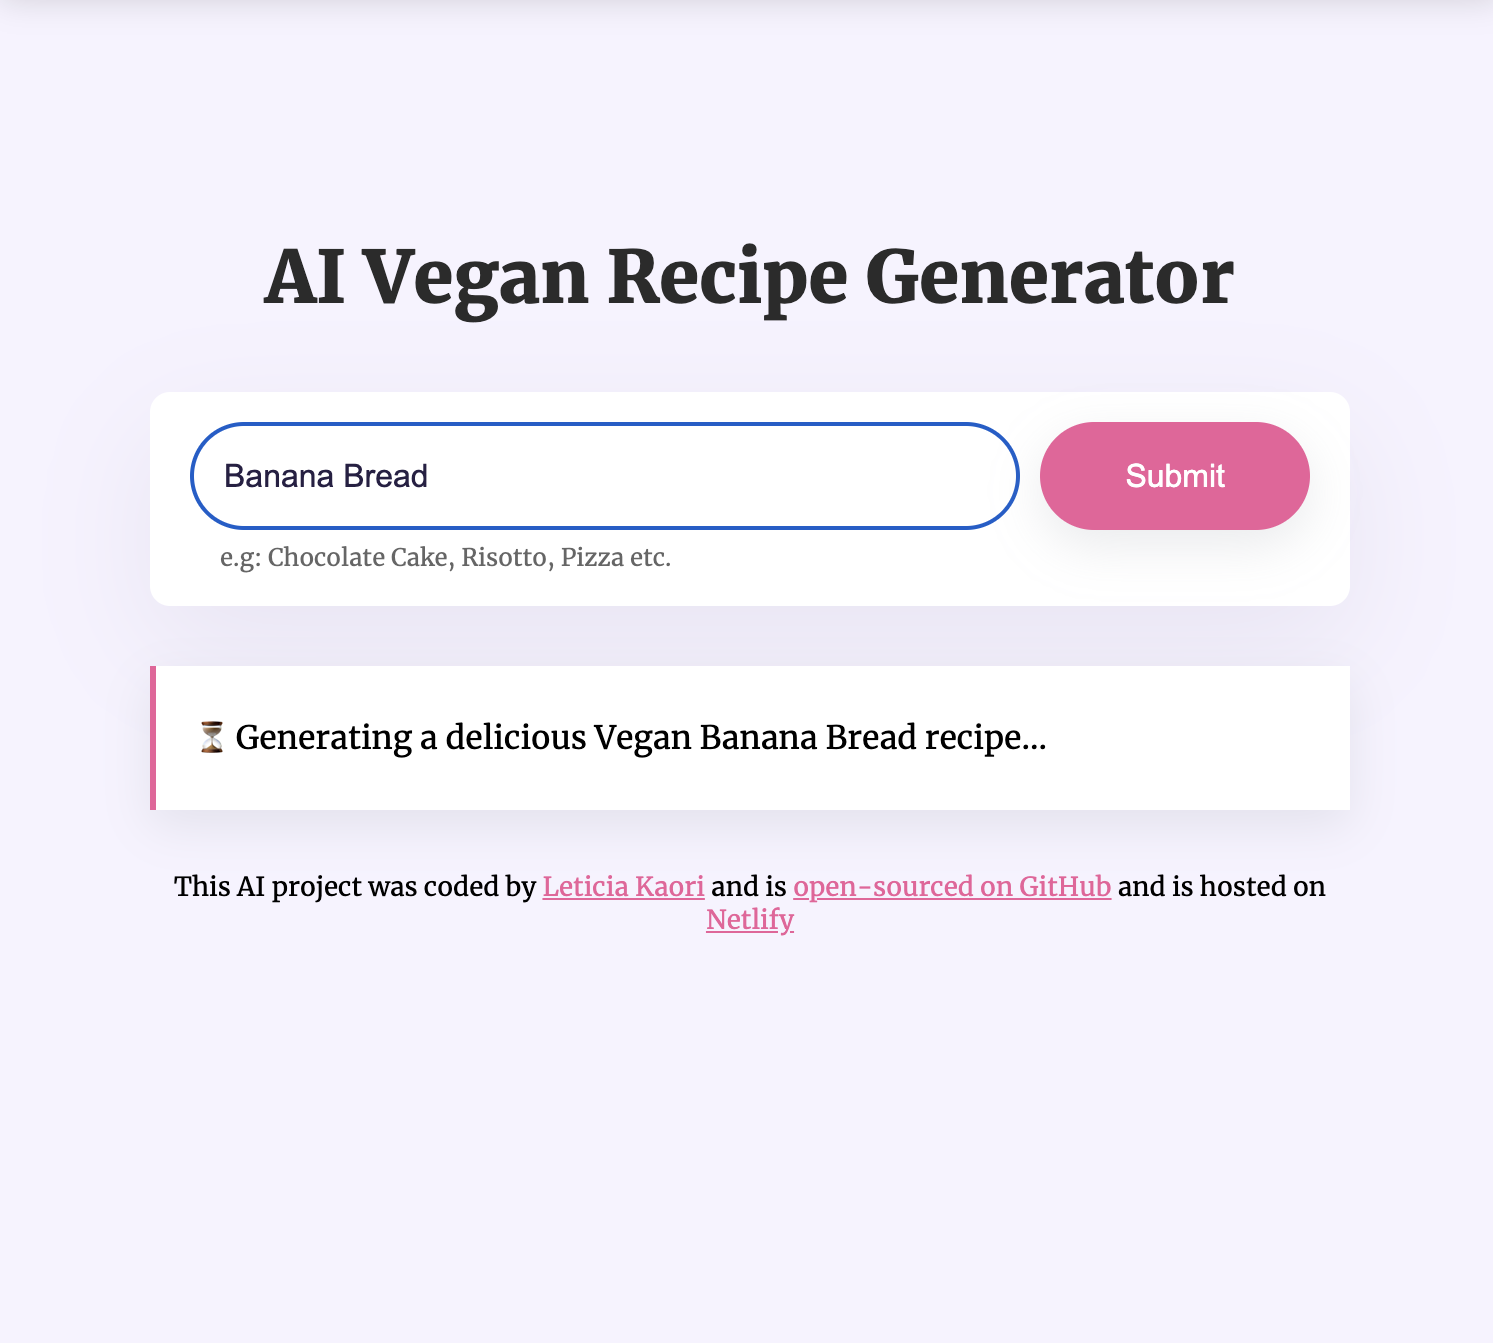 AI Vegan Recipe Generator
Banana Bread
Submit
e.g: Chocolate Cake, Risotto, Pizza etc.
⏳ Generating a delicious Vegan Banana Bread recipe...
This AI project was coded by Leticia Kaori and is open-sourced on GitHub and is hosted on
Netlify